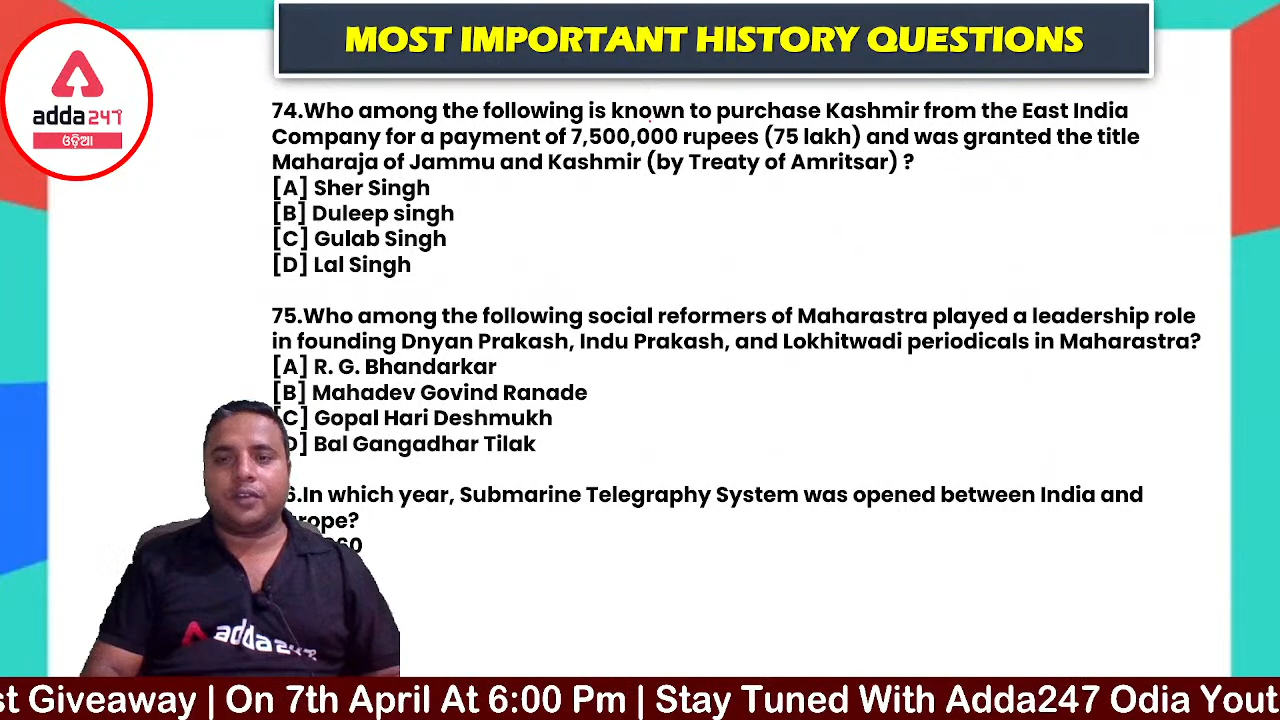 MOST IMPORTANT HISTORY QUESTIONS
adda247
ଓଡ଼ିଆ
74.Who among the following is known to purchase Kashmir from the East India
Company for a payment of 7,500,000 rupees (75 lakh) and was granted the title
Maharaja of Jammu and Kashmir (by Treaty of Amritsar) ?
[A] Sher Singh
[B] Duleep singh
[C] Gulab Singh
[D] Lal Singh
75.Who among the following social reformers of Maharastra played a leadership role
in founding Dnyan Prakash, Indu Prakash, and Lokhitwadi periodicals in Maharastra?
[A] R. G. Bhandarkar
[B] Mahadev Govind Ranade
C] Gopal Hari Deshmukh
D] Bal Gangadhar Tilak
6.In which year, Submarine Telegraphy System was opened between India and
rope?
60
adda247
st Giveaway | On 7th April At 6:00 Pm | Stay Tuned With Adda247 Odia Yout